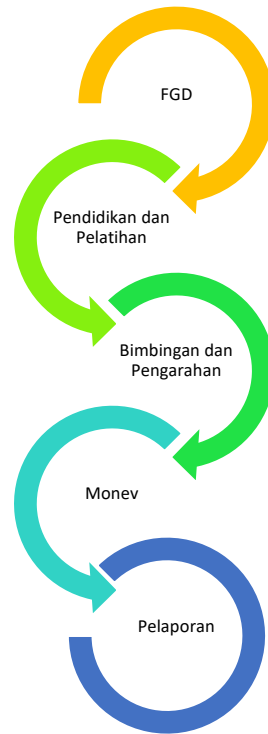 FGD
Pendidikan dan
Pelatihan
Bimbingan dan
Pengarahan
Monev
Pelaporan